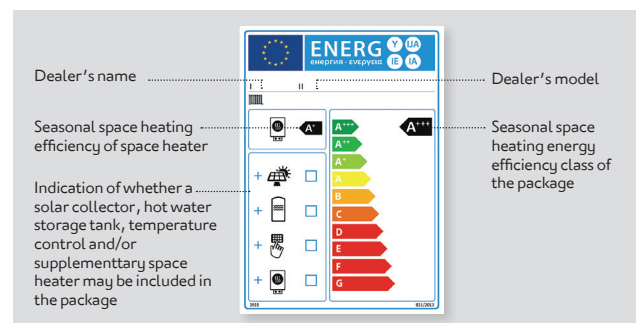 ENERG
енергия · ενεργεια
Y UA
IE IA
Dealer's name
I II
Dealer's model
Seasonal space heating
efficiency of space heater
A+
A+++
A++
A+
A
B
C
D
E
F
G
A+++
Seasonal space
heating energy
efficiency class of
the package
Indication of whether a
solar collector, hot water
storage tank, temperature
control and/or
supplementtary space
heater may be included in
the package
+
+
+
+
2015
811/2013